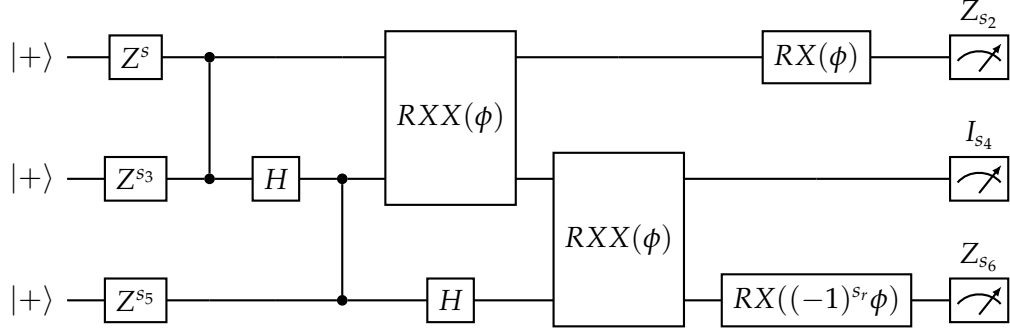 Z_{s_2}
|+⟩ Z^s RXX(ϕ) RX(ϕ)
I_{s_4}
|+⟩ Z^{s_3} H RXX(ϕ)
Z_{s_6}
|+⟩ Z^{s_5} H RX((−1)^{s_r}ϕ)